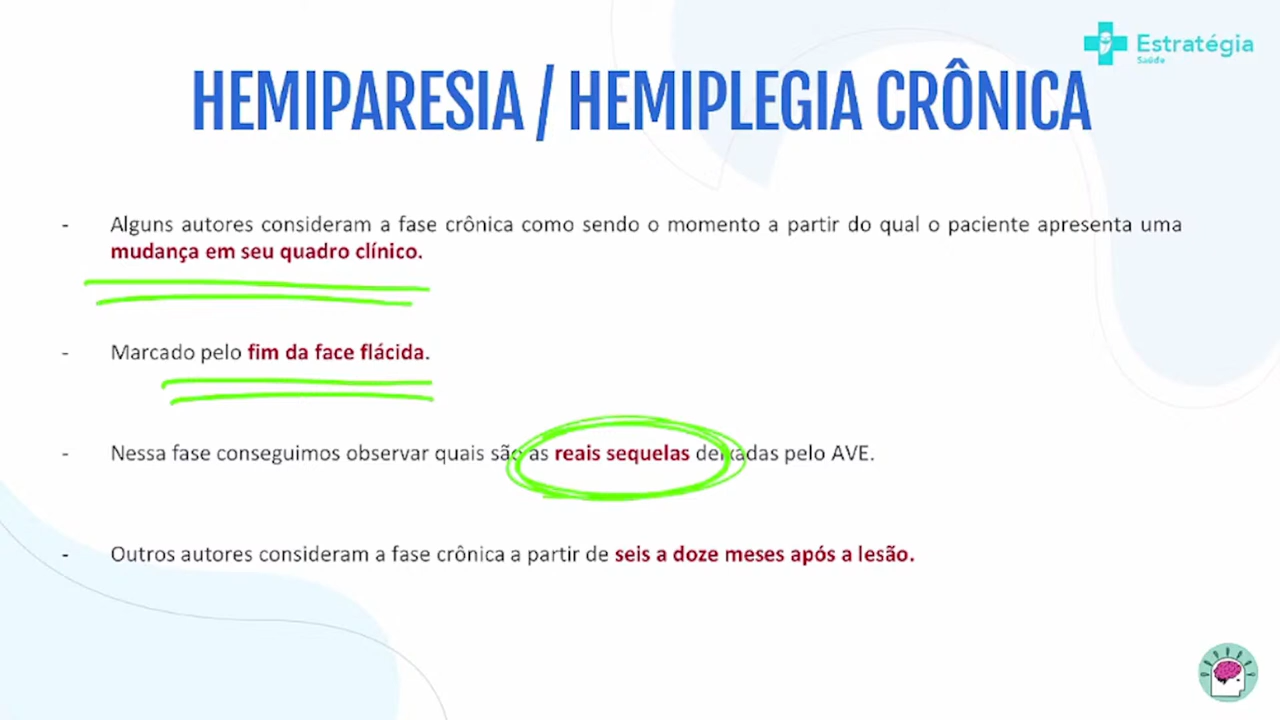 Estratégia
Saúde
HEMIPARESIA / HEMIPLEGIA CRÔNICA
- Alguns autores consideram a fase crônica como sendo o momento a partir do qual o paciente apresenta uma
mudança em seu quadro clínico.
- Marcado pelo fim da face flácida.
- Nessa fase conseguimos observar quais são as reais sequelas deixadas pelo AVE.
- Outros autores consideram a fase crônica a partir de seis a doze meses após a lesão.